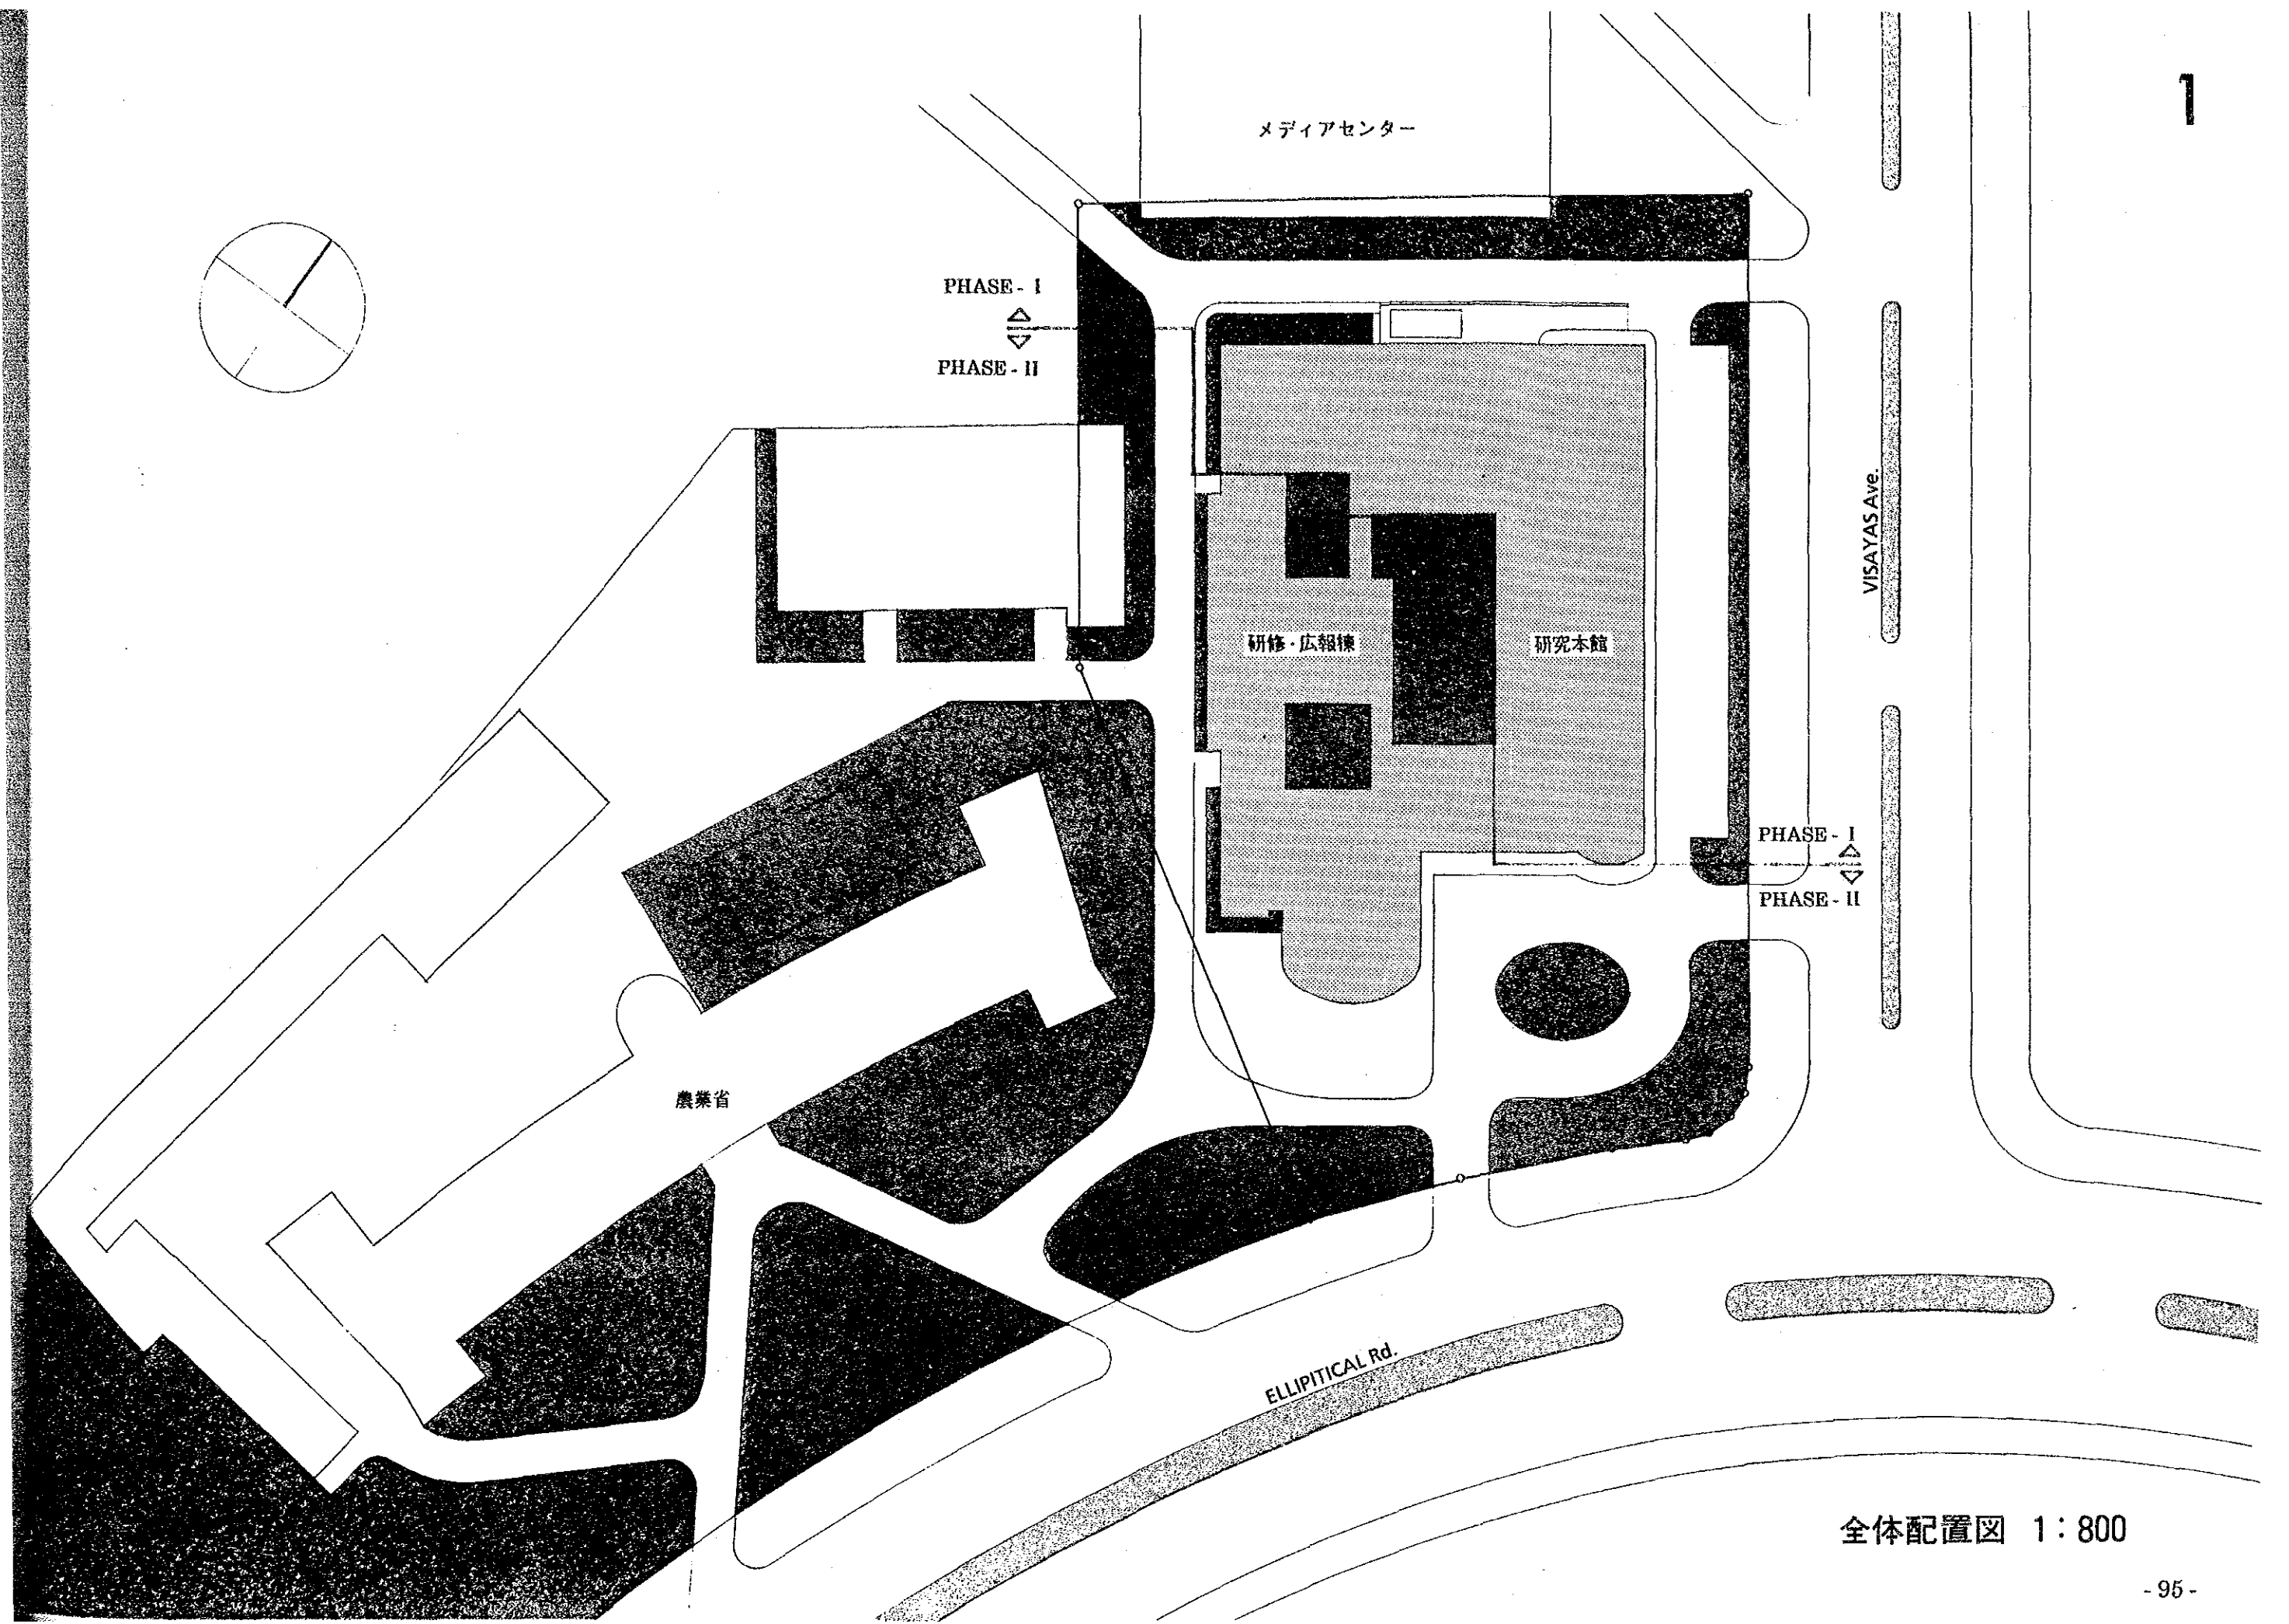 1
メディアセンター
PHASE - I
PHASE - II
VISAYAS Ave.
研修・広報棟
研究本館
PHASE - I
PHASE - II
農業省
ELLIPITICAL Rd.
全体配置図 1:800
- 95 -